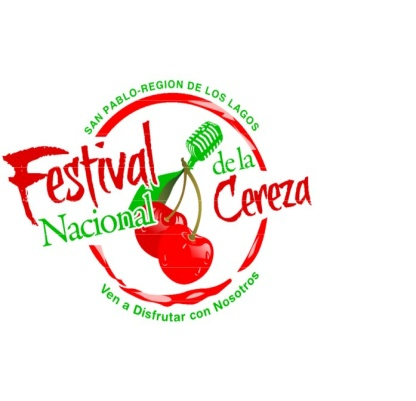 SAN PABLO-REGION DE LOS LAGOS
Festival
Nacional
de la
Cereza
Ven a Disfrutar con Nosotros